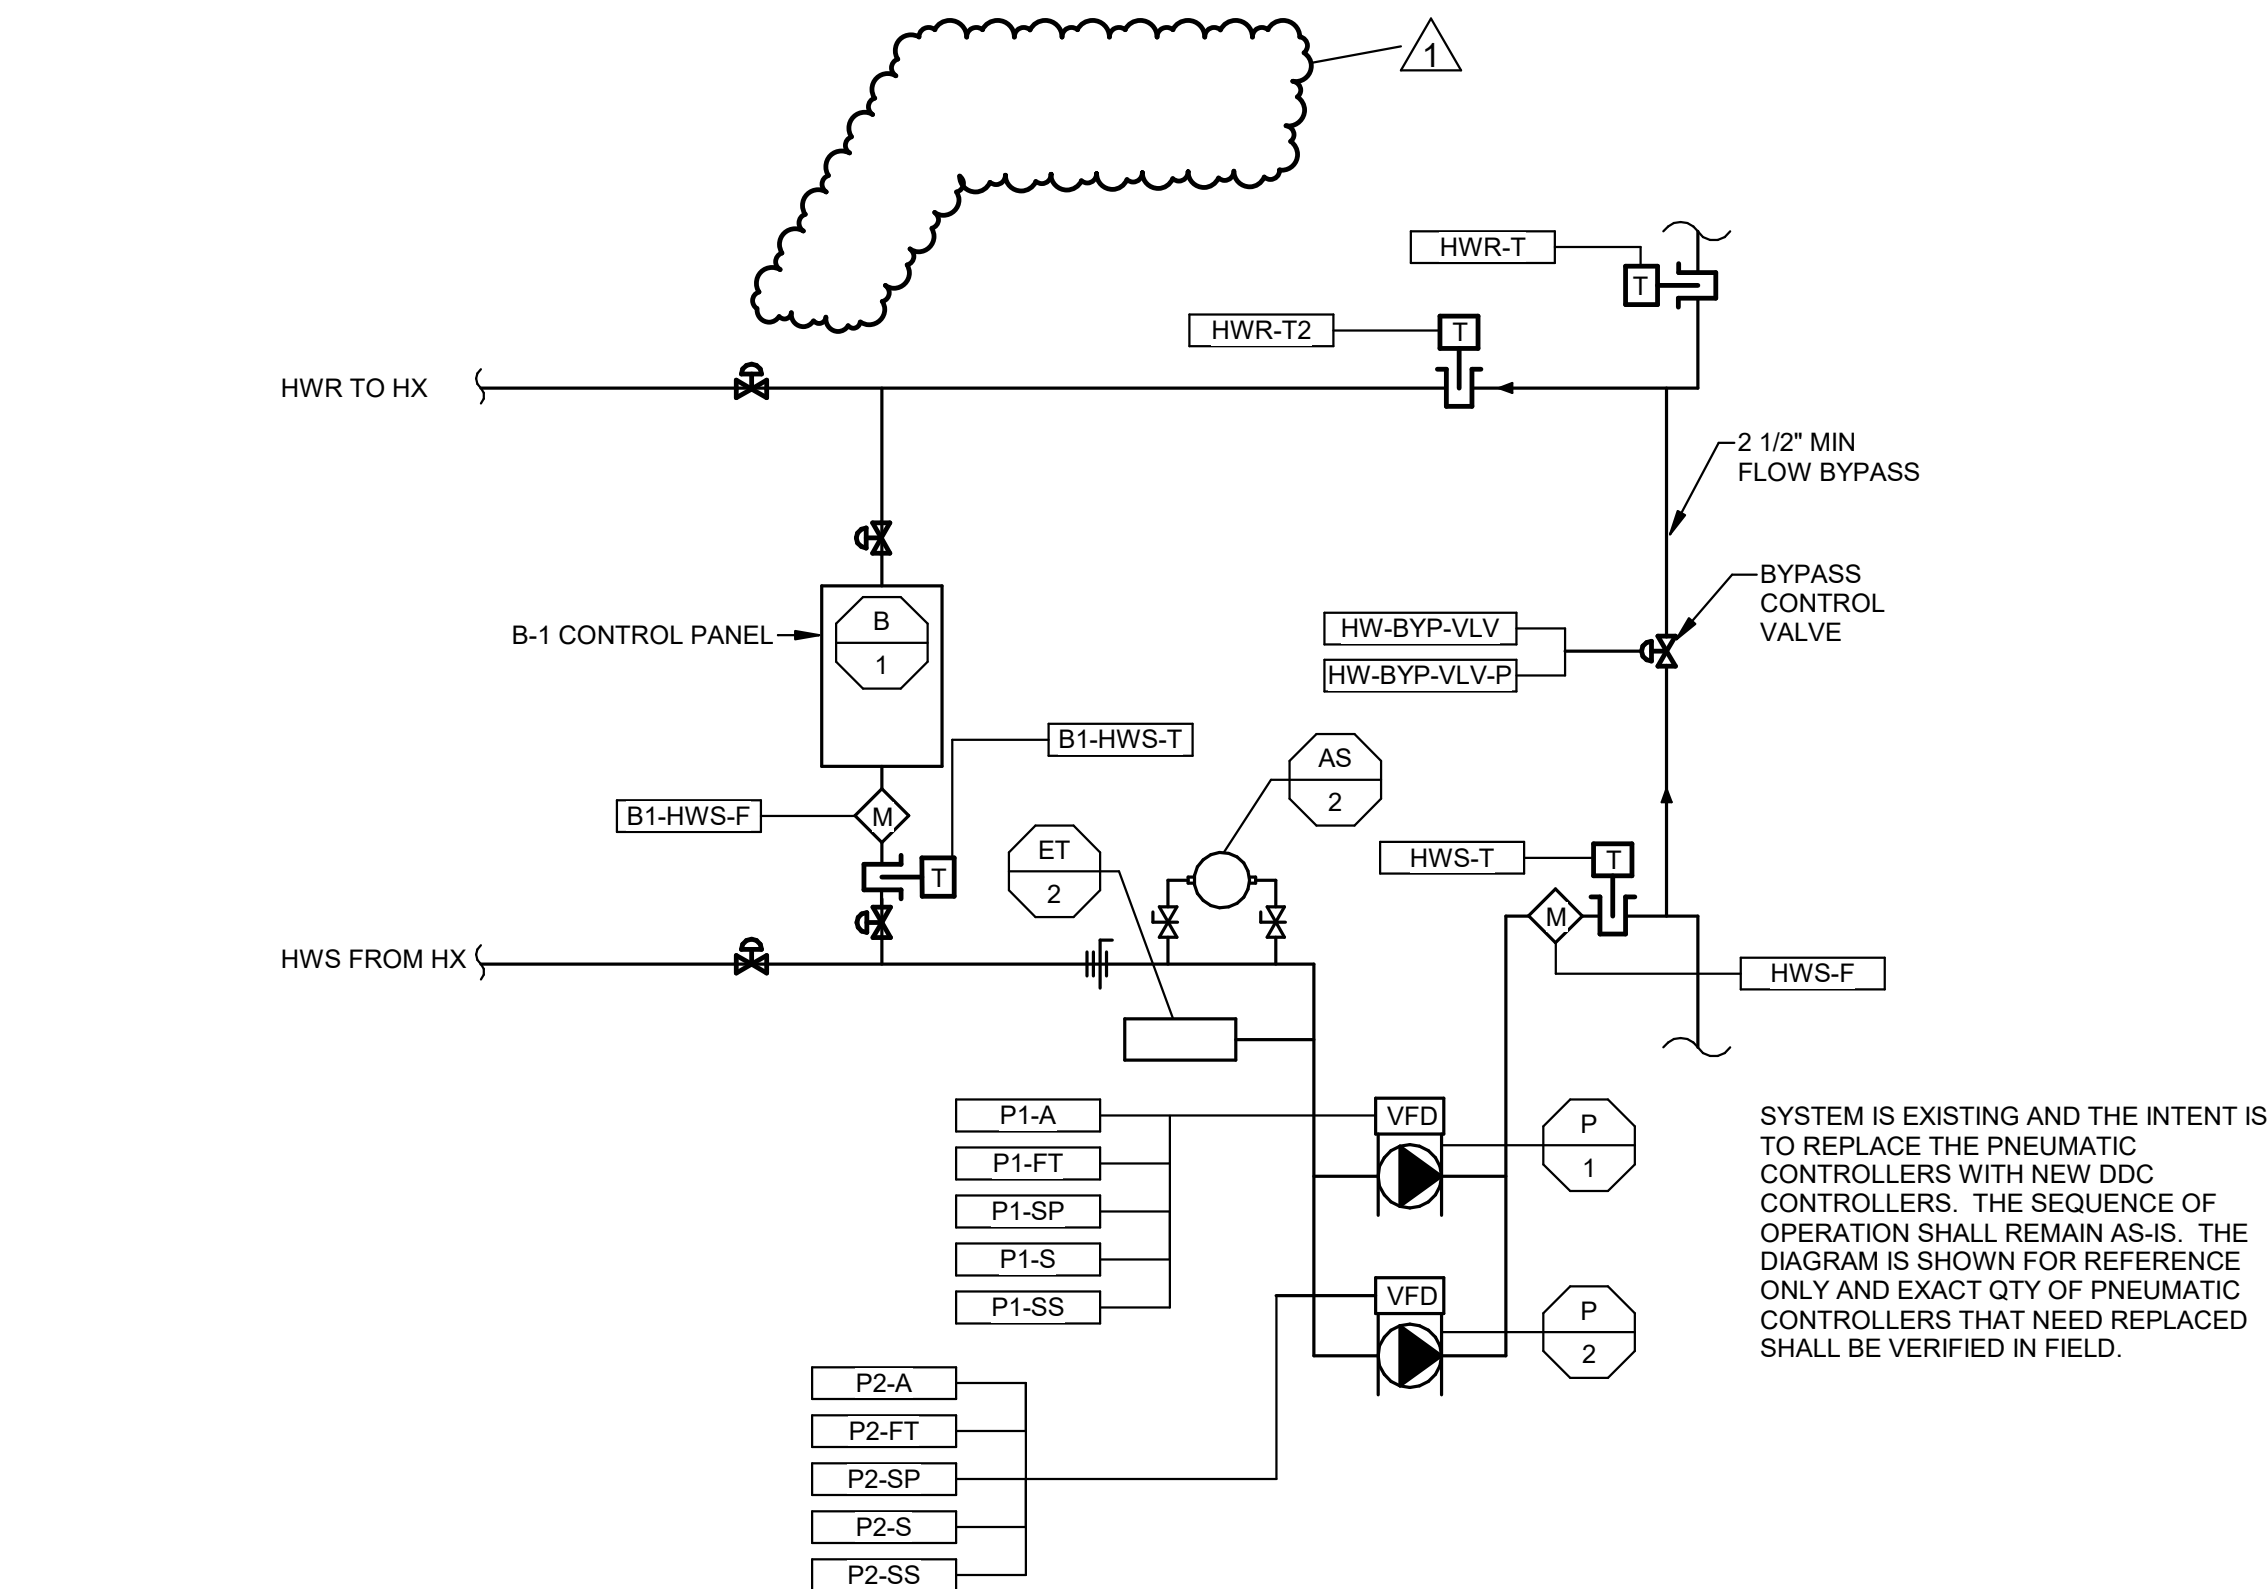 1
HWR-T
T
HWR-T2
T
HWR TO HX
2 1/2" MIN
FLOW BYPASS
BYPASS
CONTROL
VALVE
B
1
B-1 CONTROL PANEL
HW-BYP-VLV
HW-BYP-VLV-P
B1-HWS-T
AS
2
B1-HWS-F
M
T
ET
2
HWS-T
T
M
HWS FROM HX
HWS-F
P1-A
P1-FT
P1-SP
P1-S
P1-SS
VFD
P
1
VFD
P
2
SYSTEM IS EXISTING AND THE INTENT IS
TO REPLACE THE PNEUMATIC
CONTROLLERS WITH NEW DDC
CONTROLLERS. THE SEQUENCE OF
OPERATION SHALL REMAIN AS-IS. THE
DIAGRAM IS SHOWN FOR REFERENCE
ONLY AND EXACT QTY OF PNEUMATIC
CONTROLLERS THAT NEED REPLACED
SHALL BE VERIFIED IN FIELD.
P2-A
P2-FT
P2-SP
P2-S
P2-SS